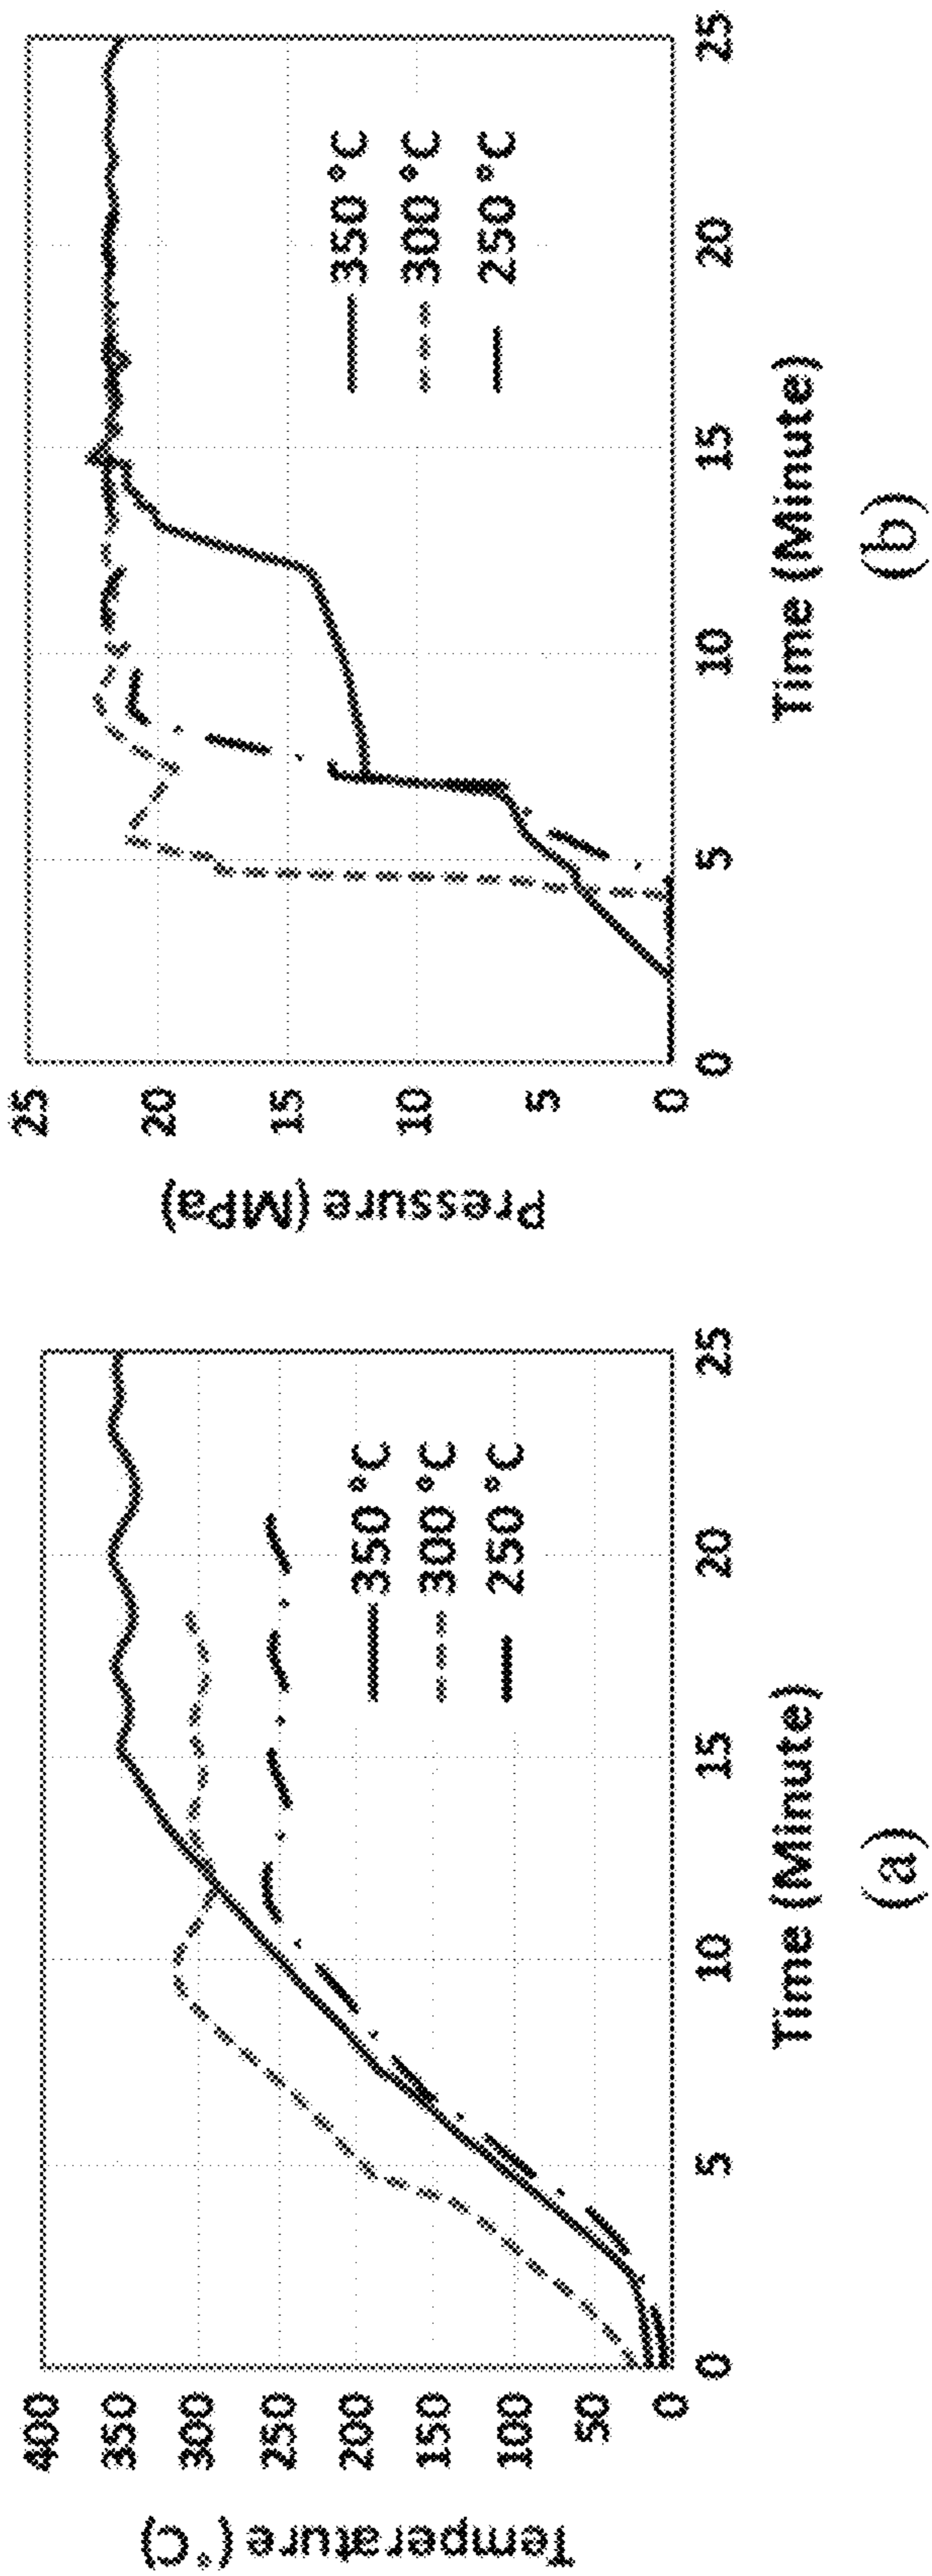 Temperature (°C)
400
350
300
250
200
150
100
50
0
350 °C
300 °C
250 °C
0
5
10
15
20
25
Time (Minute)
(a)
Pressure (MPa)
25
20
15
10
5
0
350 °C
300 °C
250 °C
0
5
10
15
20
25
Time (Minute)
(b)